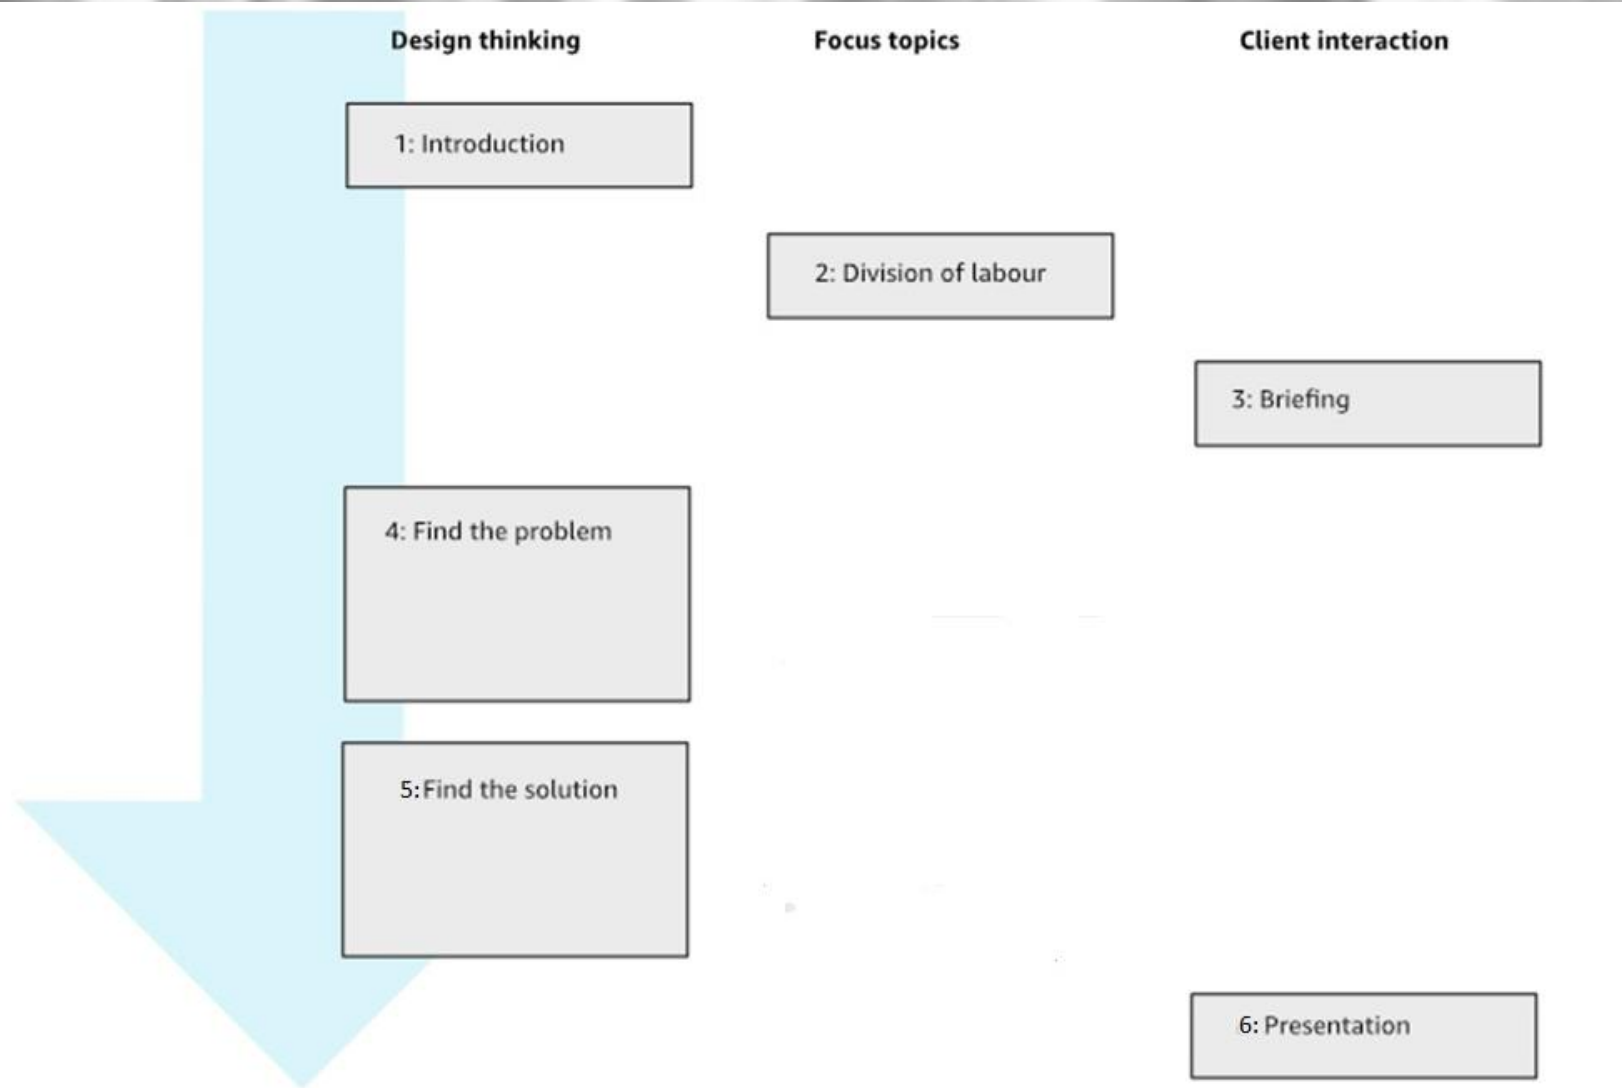 Design thinking
Focus topics
Client interaction
1: Introduction
2: Division of labour
3: Briefing
4: Find the problem
5:Find the solution
6: Presentation